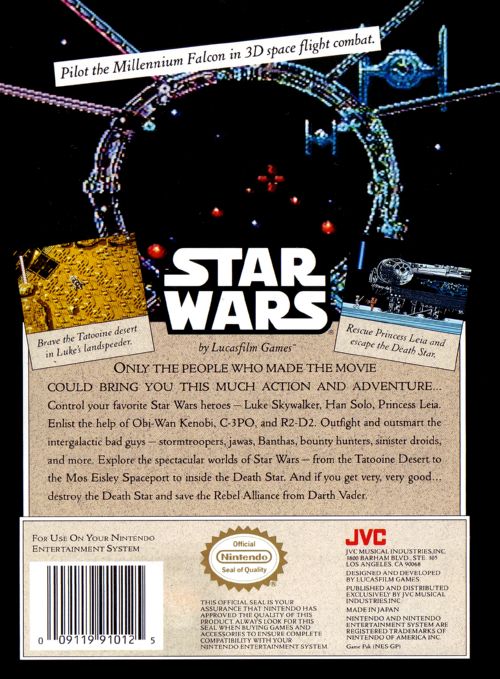 Pilot the Millennium Falcon in 3D space flight combat.
STAR
WARS
®
Brave the Tatooine desert
in Luke's landspeeder.
Rescue Princess Leia and
escape the Death Star.
by Lucasfilm Games™
ONLY THE PEOPLE WHO MADE THE MOVIE
COULD BRING YOU THIS MUCH ACTION AND ADVENTURE...
Control your favorite Star Wars heroes – Luke Skywalker, Han Solo, Princess Leia.
Enlist the help of Obi-Wan Kenobi, C-3PO, and R2-D2. Outfight and outsmart the
intergalactic bad guys – stormtroopers, jawas, Banthas, bounty hunters, sinister droids,
and more. Explore the spectacular worlds of Star Wars – from the Tatooine Desert to
the Mos Eisley Spaceport to inside the Death Star. And if you get very, very good...
destroy the Death Star and save the Rebel Alliance from Darth Vader.
FOR USE ON YOUR NINTENDO
ENTERTAINMENT SYSTEM
0 09119 91012 5
Official
Nintendo
Seal of Quality
THIS OFFICIAL SEAL IS YOUR
ASSURANCE THAT NINTENDO HAS
APPROVED THE QUALITY OF THIS
PRODUCT. ALWAYS LOOK FOR THIS
SEAL WHEN BUYING GAMES AND
ACCESSORIES TO ENSURE COMPLETE
COMPATIBILITY WITH YOUR
NINTENDO ENTERTAINMENT SYSTEM
JVC
JVC MUSICAL INDUSTRIES,INC.
3800 BARHAM BLVD., STE. 305
LOS ANGELES, CA 90068
DESIGNED AND DEVELOPED
BY LUCASFILM GAMES
PUBLISHED AND DISTRIBUTED
EXCLUSIVELY BY JVC MUSICAL
INDUSTRIES,INC.
MADE IN JAPAN
NINTENDO AND NINTENDO
ENTERTAINMENT SYSTEM ARE
REGISTERED TRADEMARKS OF
NINTENDO OF AMERICA INC.
Game Pak (NES-GP)